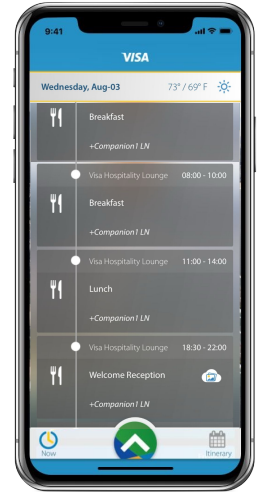 9:41
VISA
Wednesday, Aug-03 73° / 69° F
Breakfast
+Companion1 LN
Visa Hospitality Lounge 08:00 - 10:00
Breakfast
+Companion1 LN
Visa Hospitality Lounge 11:00 - 14:00
Lunch
+Companion1 LN
Visa Hospitality Lounge 18:30 - 22:00
Welcome Reception
+Companion1 LN
Now Itinerary